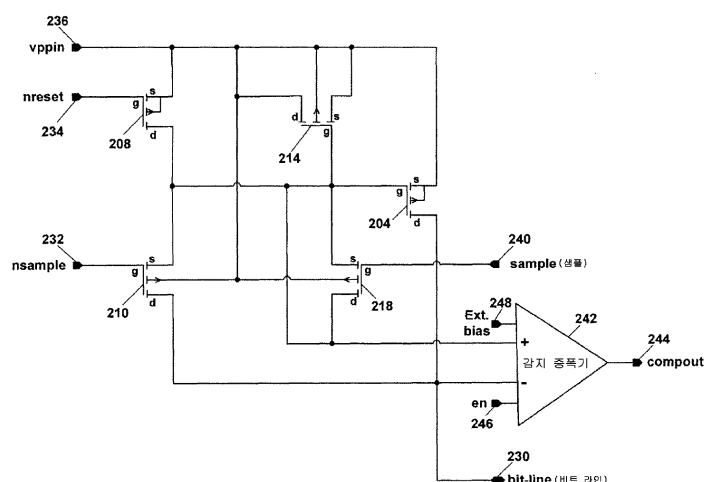 236
vppin
nreset
234
s
g
d
208
d
s
g
214
s
g
d
204
232
nsample
s
g
d
210
s
g
d
218
240
sample (샘플)
248
Ext.
bias
242
+
감지 증폭기
-
244
compout
en
246
230
bit-line (비트 라인)